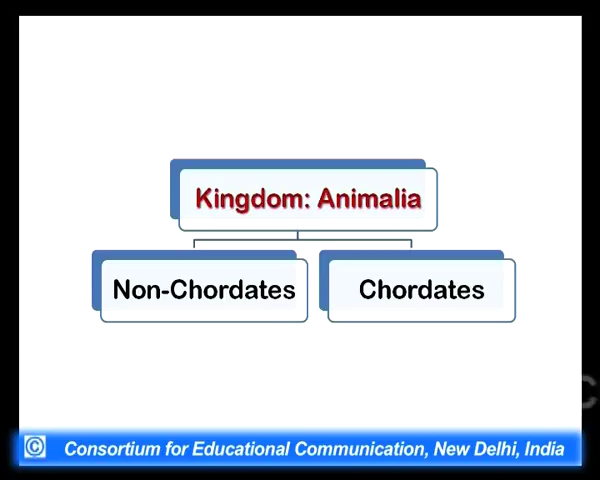 Kingdom: Animalia
Non-Chordates
Chordates
© Consortium for Educational Communication, New Delhi, India